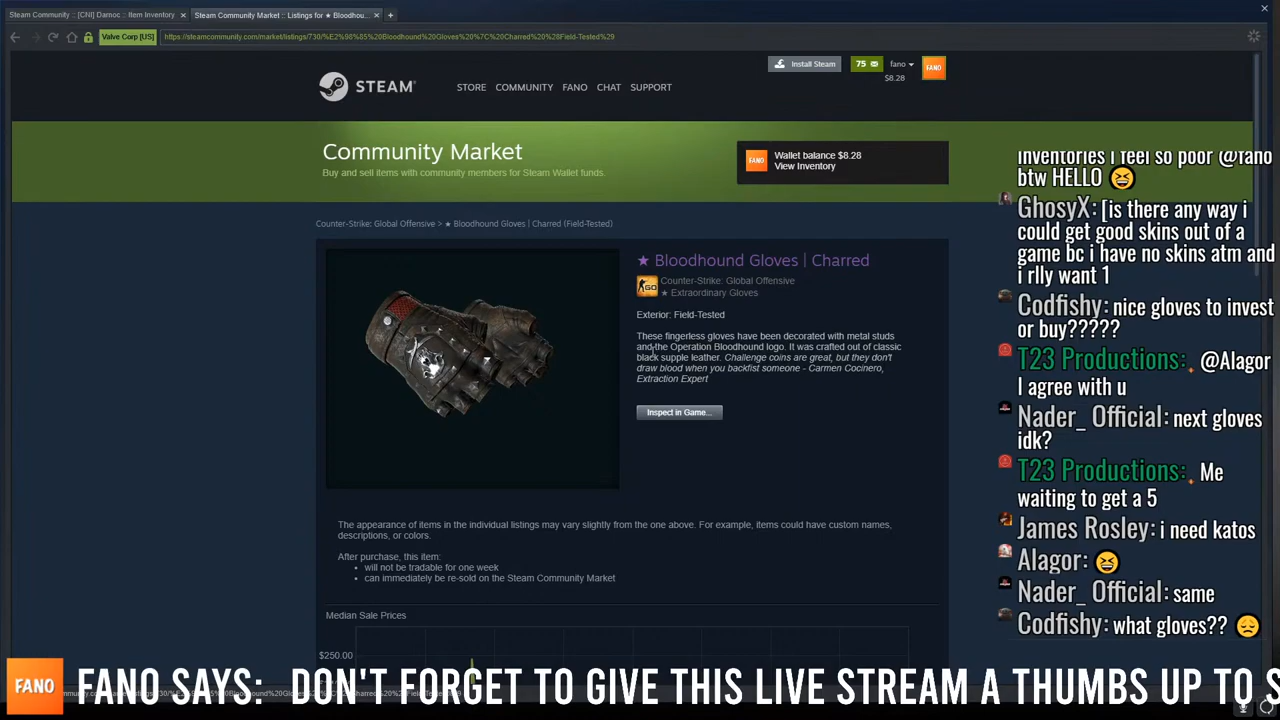 Steam Community :: [CNI] Darnoc :: Item Inventory
Steam Community Market :: Listings for ★ Bloodhou...
Valve Corp [US]
https://steamcommunity.com/market/listings/730/%E2%98%85%20Bloodhound%20Gloves%20%7C%20Charred%20%28Field-Tested%29
Install Steam
75
fano
$8.28
FANO
STEAM
STORE COMMUNITY FANO CHAT SUPPORT
Community Market
Buy and sell items with community members for Steam Wallet funds.
FANO
Wallet balance $8.28
View Inventory
Counter-Strike: Global Offensive > ★ Bloodhound Gloves | Charred (Field-Tested)
★ Bloodhound Gloves | Charred
GO
Counter-Strike: Global Offensive
★ Extraordinary Gloves
Exterior: Field-Tested
These fingerless gloves have been decorated with metal studs
and the Operation Bloodhound logo. It was crafted out of classic
black supple leather. Challenge coins are great, but they don't
draw blood when you backfist someone - Carmen Cocinero,
Extraction Expert
Inspect in Game...
The appearance of items in the individual listings may vary slightly from the one above. For example, items could have custom names,
descriptions, or colors.
After purchase, this item:
will not be tradable for one week
can immediately be re-sold on the Steam Community Market
Median Sale Prices
$250.00
inventories i feel so poor @fano
btw HELLO 😆
GhosyX: [is there any way i
could get good skins out of a
game bc i have no skins atm and
i rlly want 1
Codfishy: nice gloves to invest
or buy?????
T23 Productions: @Alagor
I agree with u
Nader_ Official: next gloves
idk?
T23 Productions: Me
waiting to get a 5
James Rosley: i need katos
Alagor: 😆
Nader_ Official: same
Codfishy: what gloves?? 😞
FANO
FANO SAYS: DON'T FORGET TO GIVE THIS LIVE STREAM A THUMBS UP TO S